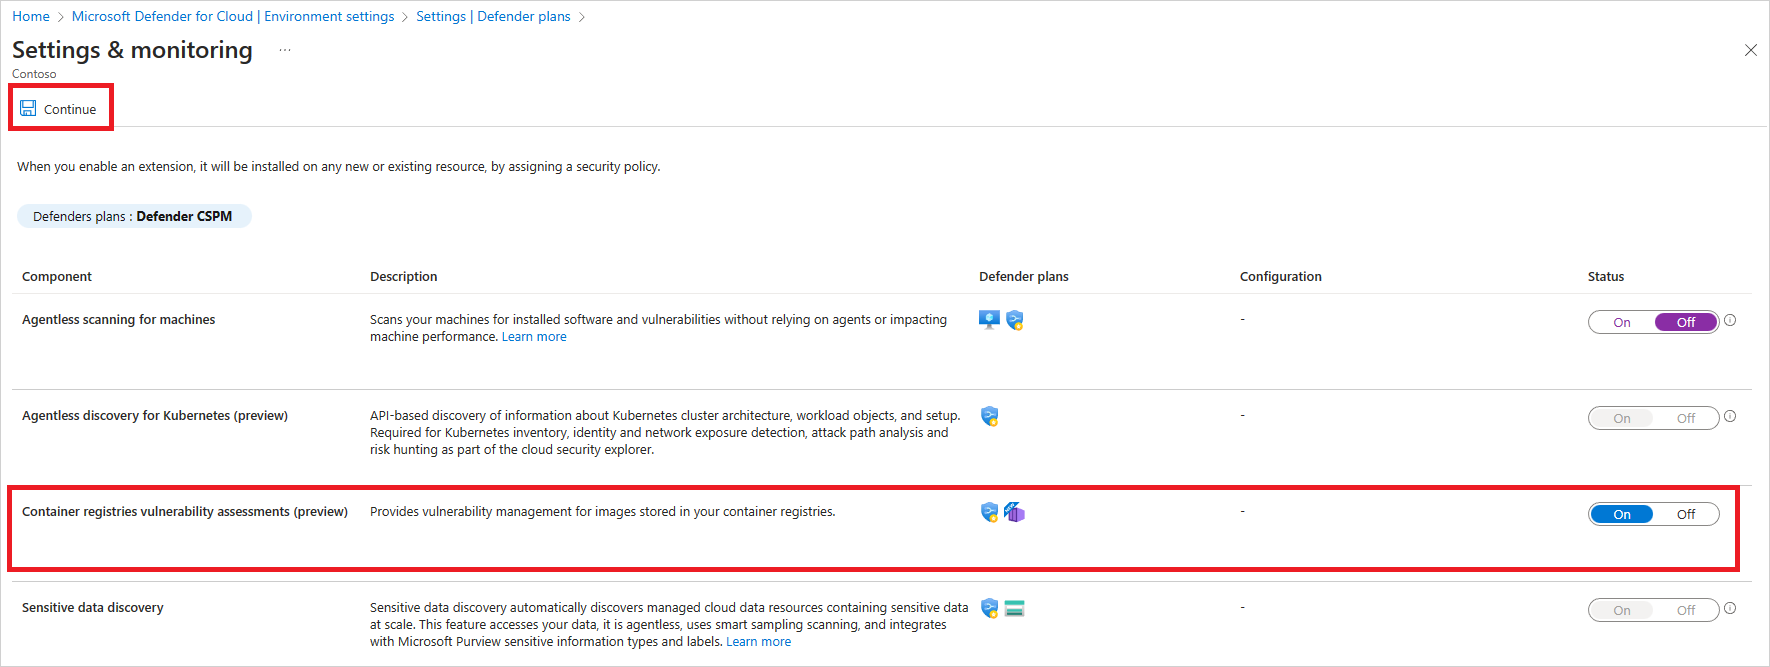 Home > Microsoft Defender for Cloud | Environment settings > Settings | Defender plans >
Settings & monitoring ...
Contoso
Continue
When you enable an extension, it will be installed on any new or existing resource, by assigning a security policy.
Defenders plans : Defender CSPM
Component Description Defender plans Configuration Status
Agentless scanning for machines
Scans your machines for installed software and vulnerabilities without relying on agents or impacting
machine performance. Learn more
-
On Off
Agentless discovery for Kubernetes (preview)
API-based discovery of information about Kubernetes cluster architecture, workload objects, and setup.
Required for Kubernetes inventory, identity and network exposure detection, attack path analysis and
risk hunting as part of the cloud security explorer.
-
On Off
Container registries vulnerability assessments (preview)
Provides vulnerability management for images stored in your container registries.
-
On Off
Sensitive data discovery
Sensitive data discovery automatically discovers managed cloud data resources containing sensitive data
at scale. This feature accesses your data, it is agentless, uses smart sampling scanning, and integrates
with Microsoft Purview sensitive information types and labels. Learn more
-
On Off